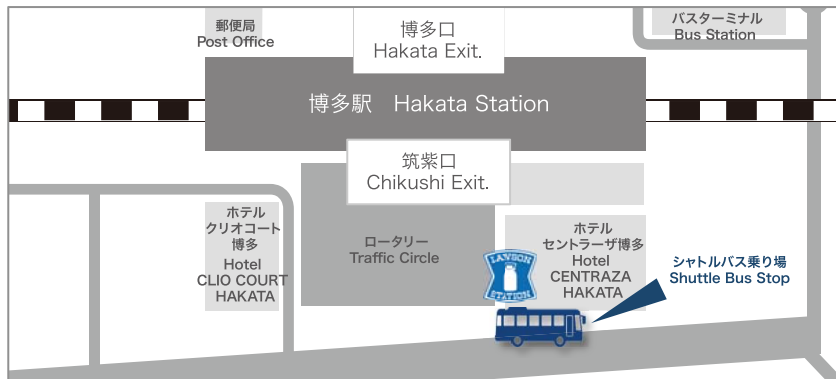 郵便局
Post Office
博多口
Hakata Exit.
バスターミナル
Bus Station
博多駅 Hakata Station
筑紫口
Chikushi Exit.
ホテル
クリオコート
博多
Hotel
CLIO COURT
HAKATA
ロータリー
Traffic Circle
LAWSON
STATION
ホテル
セントラーザ博多
Hotel
CENTRAZA
HAKATA
シャトルバス乗り場
Shuttle Bus Stop